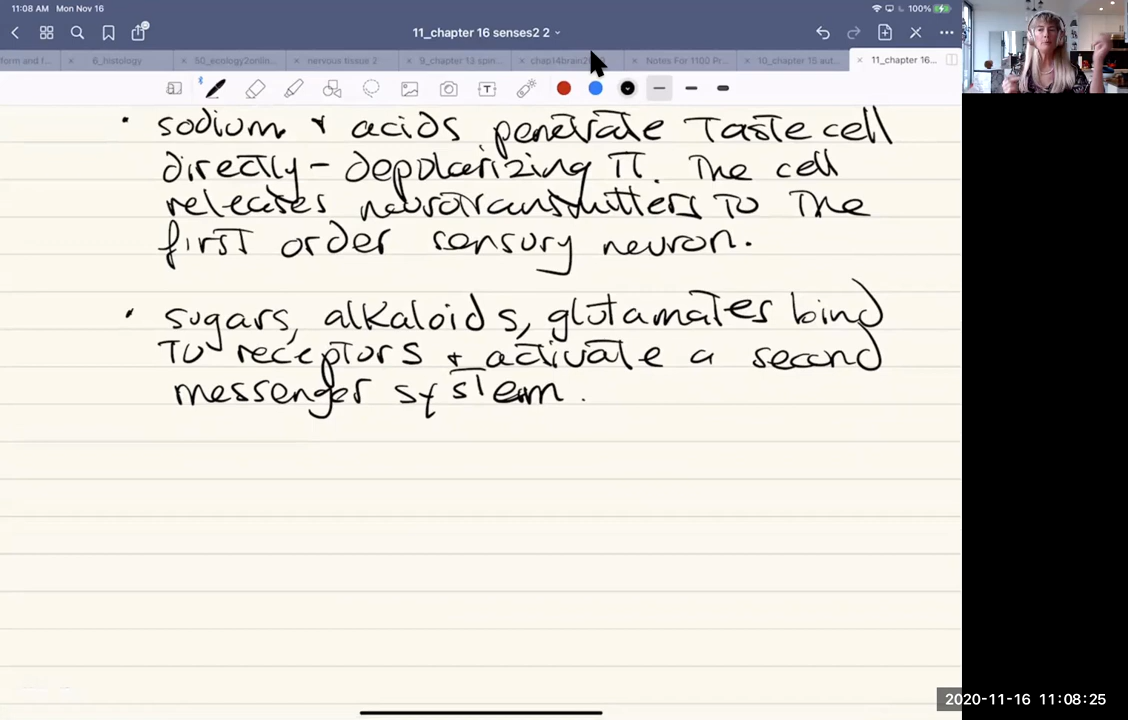 11:08 AM Mon Nov 16
100%
11_chapter 16 senses2 2
form and f...
6_histology
50_ecology2onlin...
nervous tissue 2
9_chapter 13 spin...
chap14brain2
Notes For 1100 Pr...
10_chapter 15 aut...
11_chapter 16...
• sodium + acids penetrate Taste cell
directly – depolarizing IT. The cell
releases neurotransmitters To The
first order sensory neuron.
• sugars, alkaloids, glutamates bind
To receptors + activate a second
messenger system.
2020-11-16 11:08:25